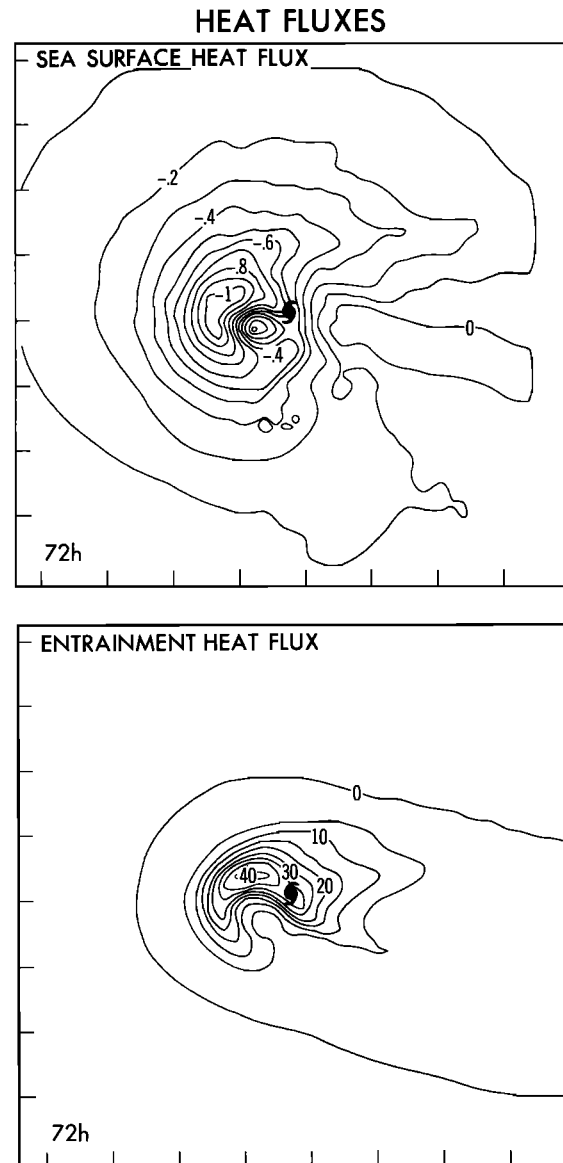 HEAT FLUXES
SEA SURFACE HEAT FLUX
-.2
-.4
-.6
.8
-1
-.4
0
72h
ENTRAINMENT HEAT FLUX
0
10
40
30
20
72h